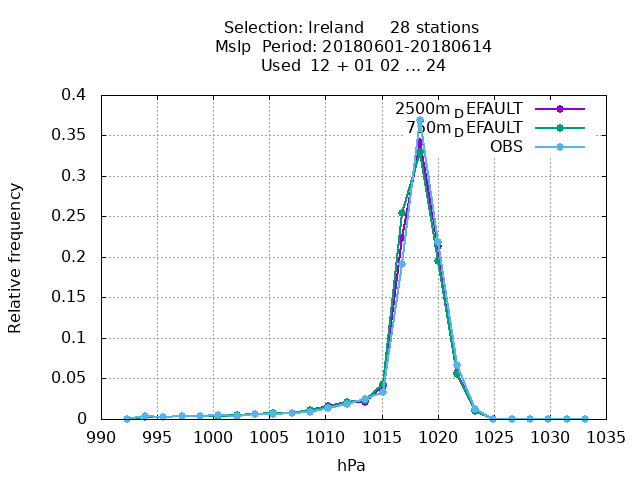 Selection: Ireland 28 stations
Mslp Period: 20180601-20180614
Used 12 + 01 02 ... 24
0.4
0.35
0.3
0.25
0.2
0.15
0.1
0.05
0
Relative frequency
2500m_DEFAULT
750m_DEFAULT
OBS
990 995 1000 1005 1010 1015 1020 1025 1030 1035
hPa